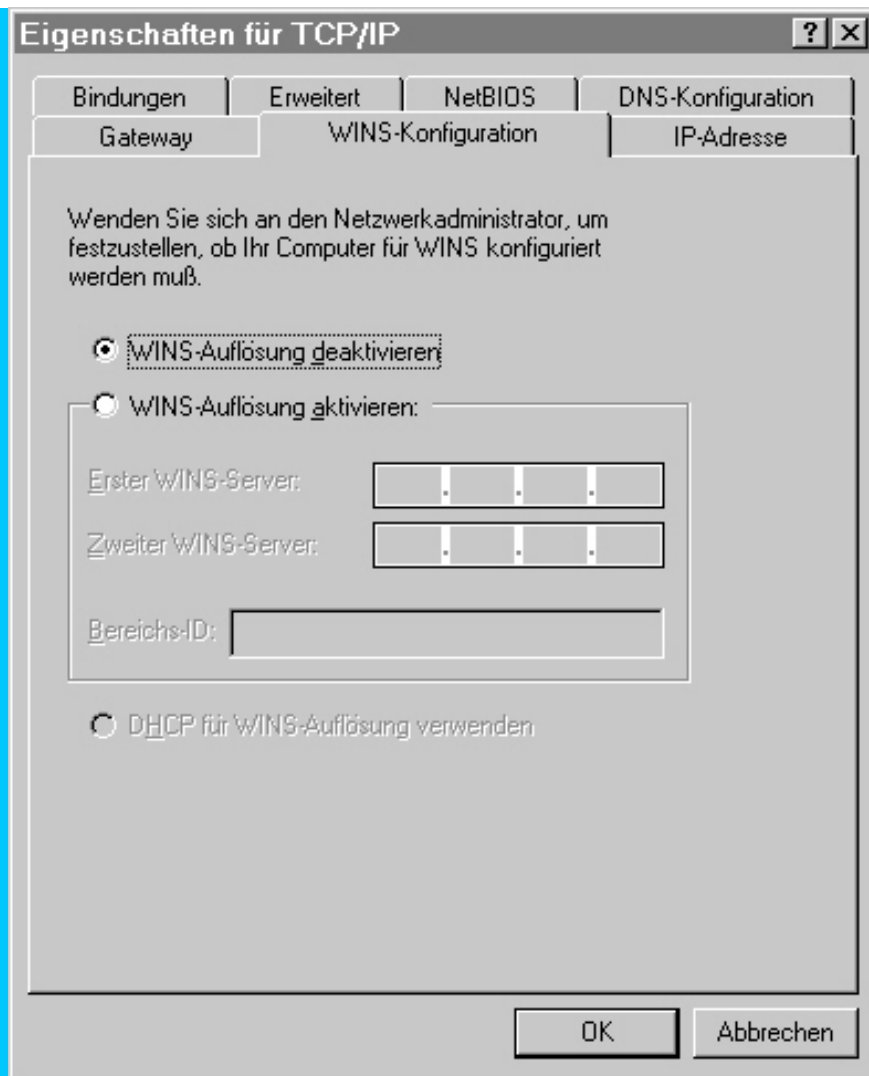 Eigenschaften für TCP/IP
Bindungen Erweitert NetBIOS DNS-Konfiguration
Gateway WINS-Konfiguration IP-Adresse
Wenden Sie sich an den Netzwerkadministrator, um
festzustellen, ob Ihr Computer für WINS konfiguriert
werden muß.
WINS-Auflösung deaktivieren
WINS-Auflösung aktivieren:
Erster WINS-Server:
Zweiter WINS-Server:
Bereichs-ID:
DHCP für WINS-Auflösung verwenden
OK Abbrechen